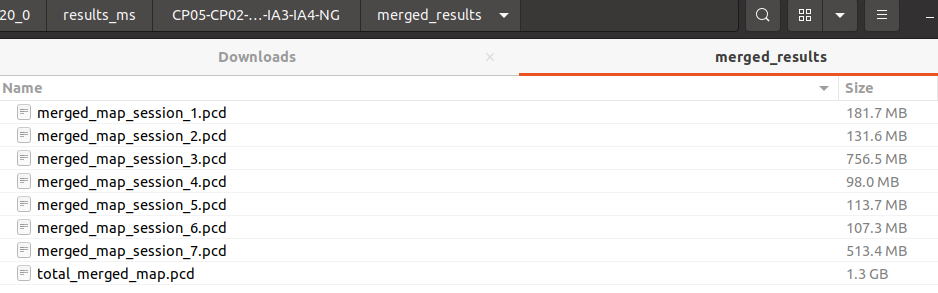 20_0 results_ms CP05-CP02-...-IA3-IA4-NG merged_results
Downloads × merged_results
Name Size
merged_map_session_1.pcd 181.7 MB
merged_map_session_2.pcd 131.6 MB
merged_map_session_3.pcd 756.5 MB
merged_map_session_4.pcd 98.0 MB
merged_map_session_5.pcd 113.7 MB
merged_map_session_6.pcd 107.3 MB
merged_map_session_7.pcd 513.4 MB
total_merged_map.pcd 1.3 GB